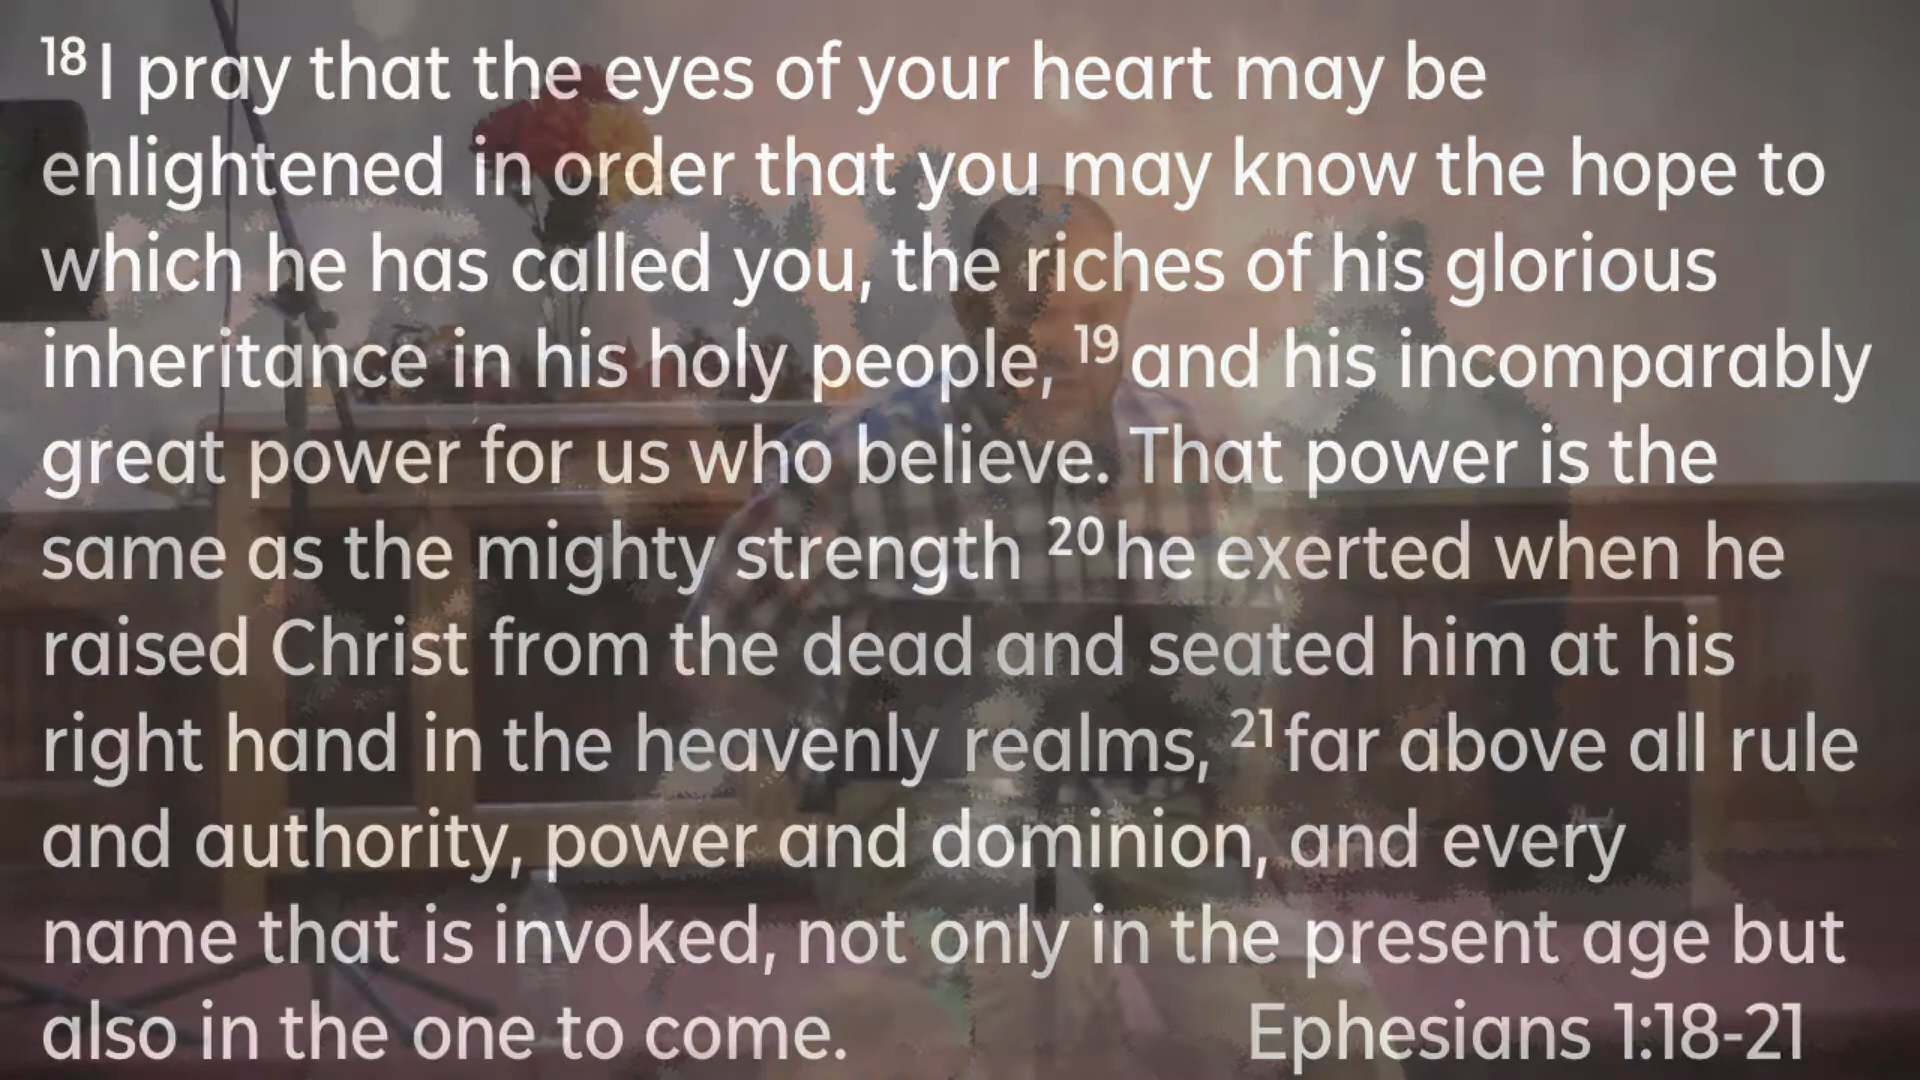 18 I pray that the eyes of your heart may be
enlightened in order that you may know the hope to
which he has called you, the riches of his glorious
inheritance in his holy people, 19 and his incomparably
great power for us who believe. That power is the
same as the mighty strength 20 he exerted when he
raised Christ from the dead and seated him at his
right hand in the heavenly realms, 21 far above all rule
and authority, power and dominion, and every
name that is invoked, not only in the present age but
also in the one to come. Ephesians 1:18-21